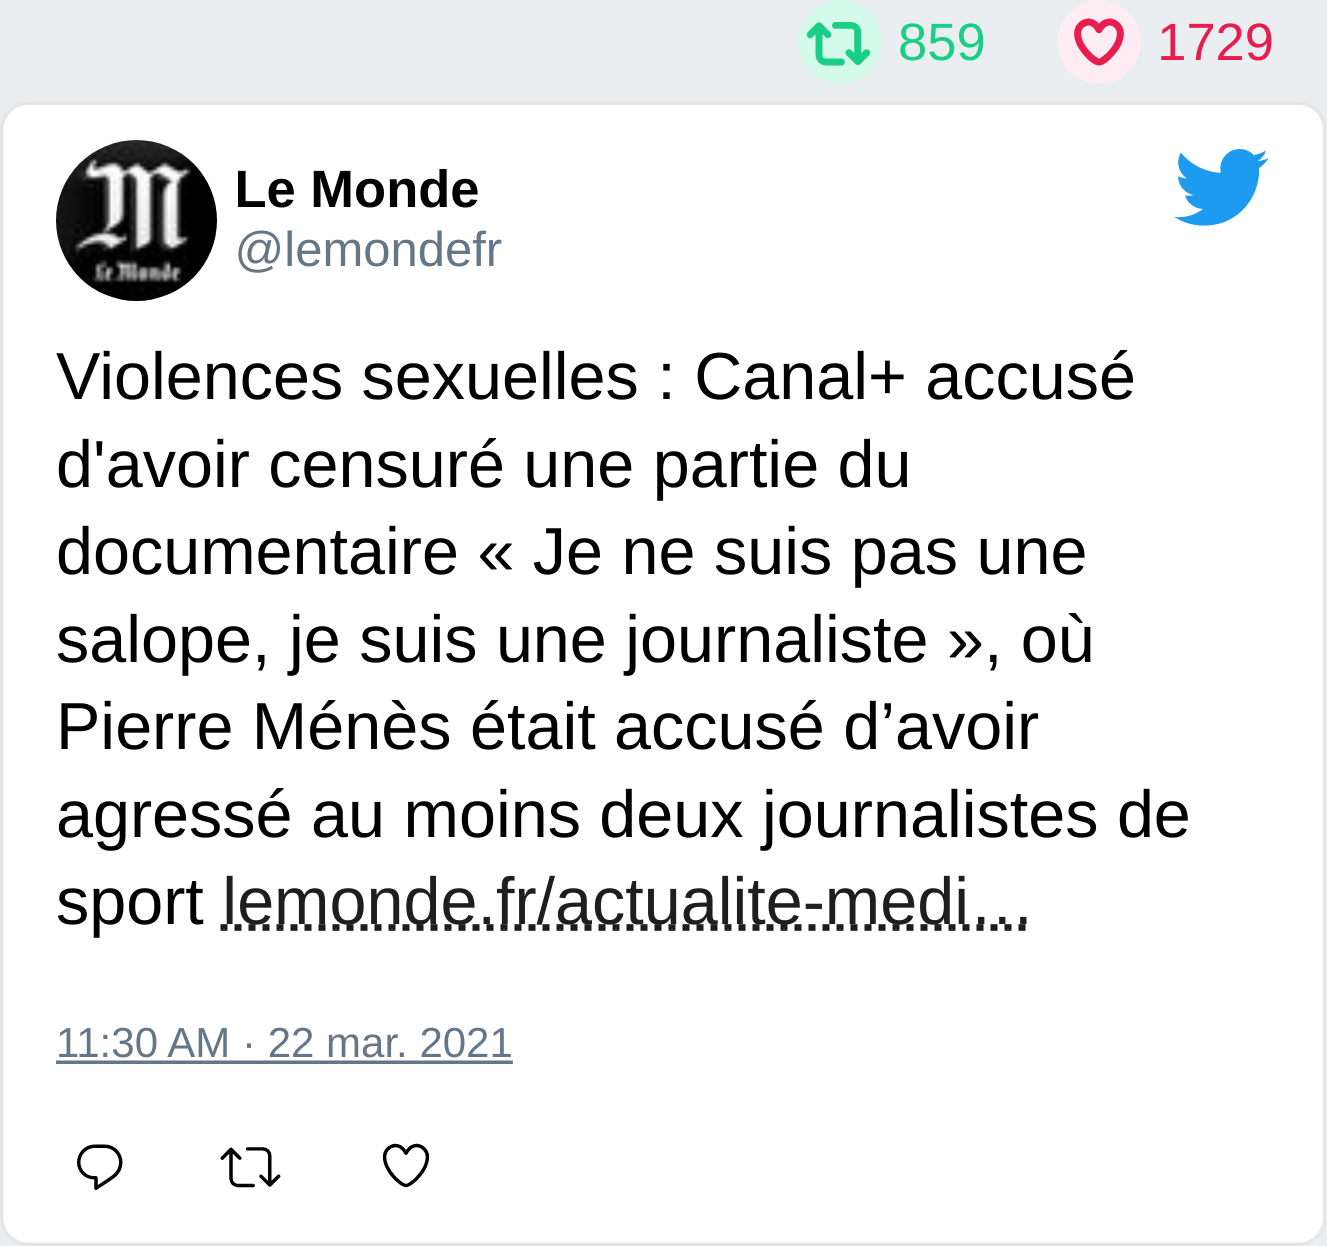 859 1729
Le Monde
@lemondefr
M
Le Monde
Violences sexuelles : Canal+ accusé
d'avoir censuré une partie du
documentaire « Je ne suis pas une
salope, je suis une journaliste », où
Pierre Ménès était accusé d’avoir
agressé au moins deux journalistes de
sport lemonde.fr/actualite-medi…
11:30 AM · 22 mar. 2021